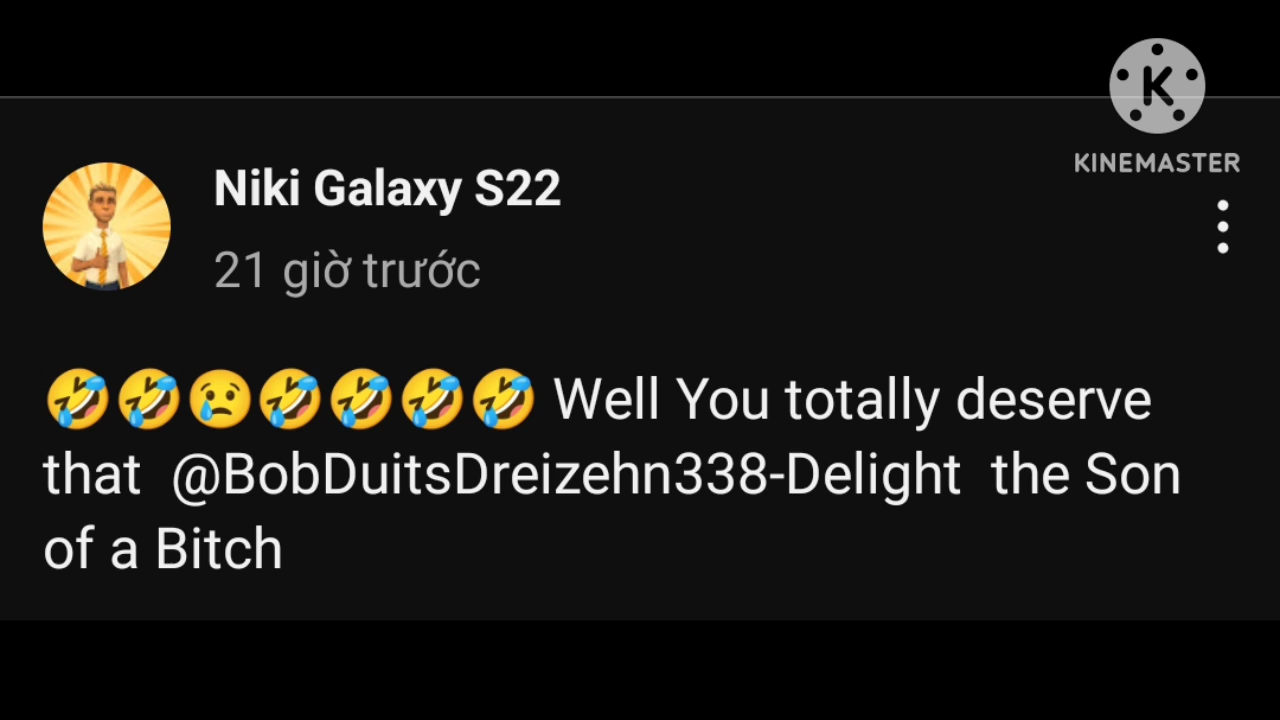 K
KINEMASTER
Niki Galaxy S22
21 giờ trước
🤣🤣😢🤣🤣🤣🤣 Well You totally deserve
that @BobDuitsDreizehn338-Delight the Son
of a Bitch